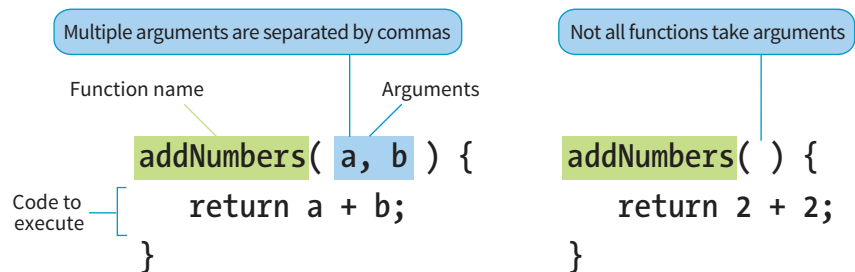 Multiple arguments are separated by commas
Not all functions take arguments
Function name
Arguments
addNumbers( a, b ) {
return a + b;
}
Code to
execute
addNumbers( ) {
return 2 + 2;
}